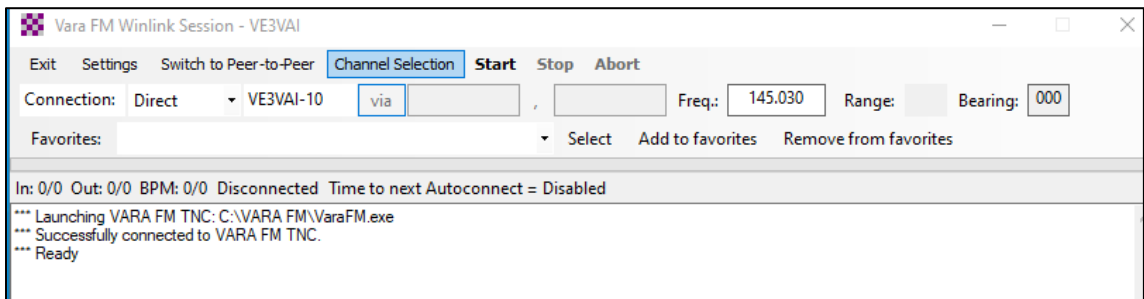 Vara FM Winlink Session - VE3VAI
Exit Settings Switch to Peer-to-Peer Channel Selection Start Stop Abort
Connection: Direct VE3VAI-10 via , Freq.: 145.030 Range: Bearing: 000
Favorites: Select Add to favorites Remove from favorites
In: 0/0 Out: 0/0 BPM: 0/0 Disconnected Time to next Autoconnect = Disabled
*** Launching VARA FM TNC: C:\VARA FM\VaraFM.exe
*** Successfully connected to VARA FM TNC.
*** Ready